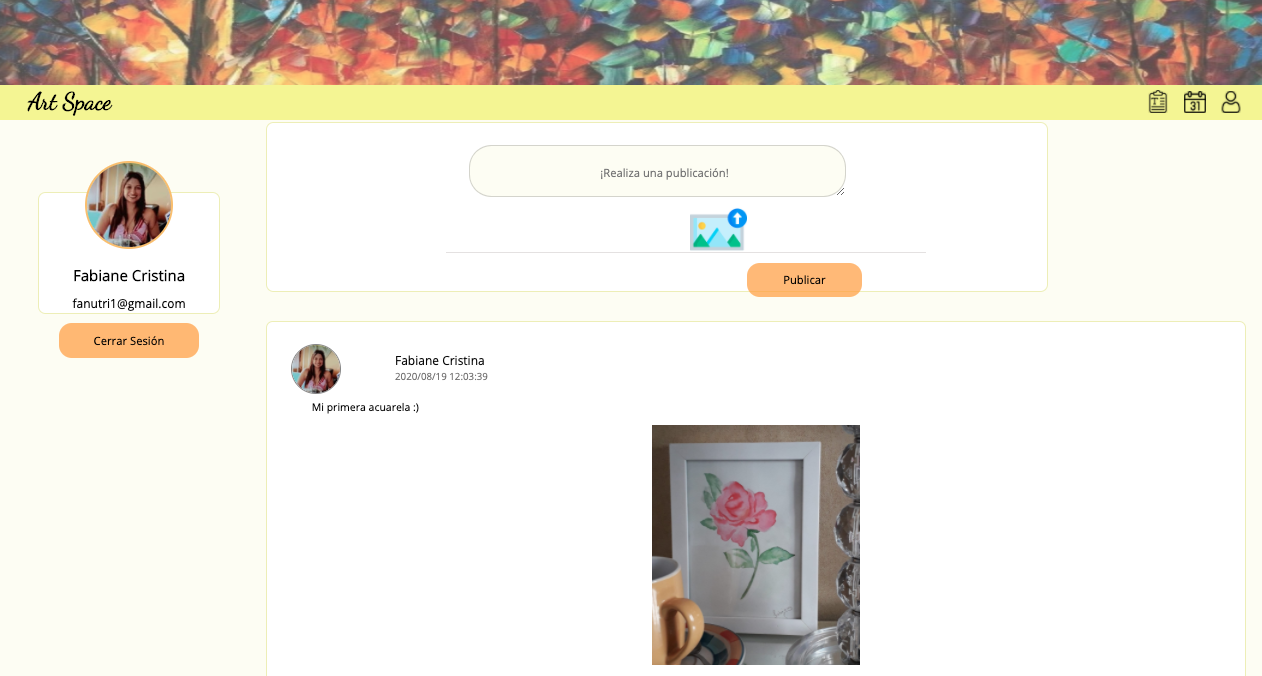 Art Space
31
Fabiane Cristina
fanutri1@gmail.com
Cerrar Sesión
¡Realiza una publicación!
Publicar
Fabiane Cristina
2020/08/19 12:03:39
Mi primera acuarela :)